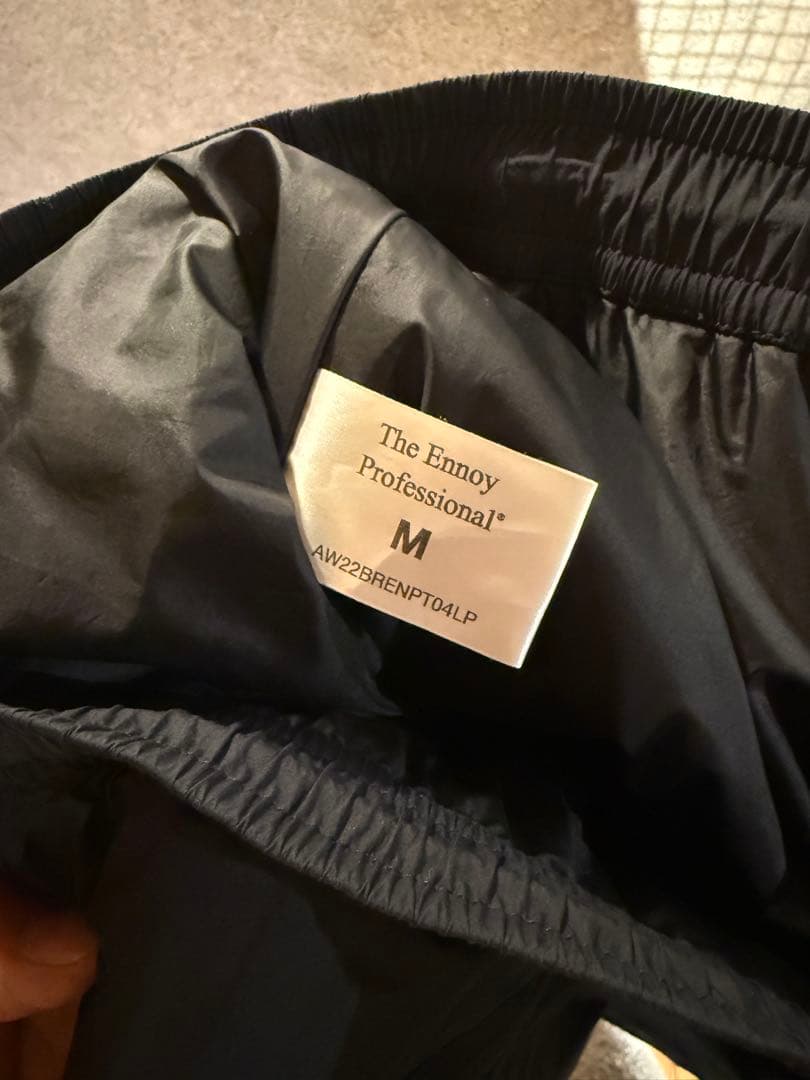 The Ennoy
Professional®
M
AW22BRENPT04LP